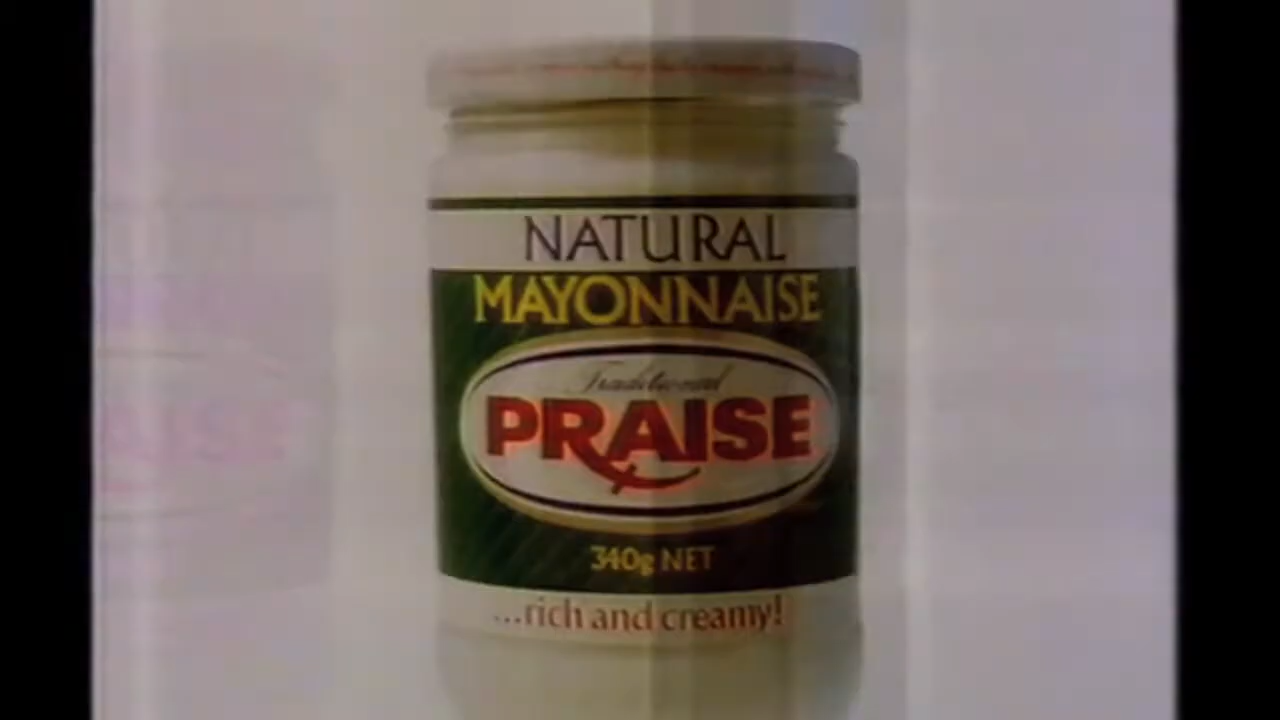 NATURAL
MAYONNAISE
Traditional
PRAISE
340g NET
...rich and creamy!